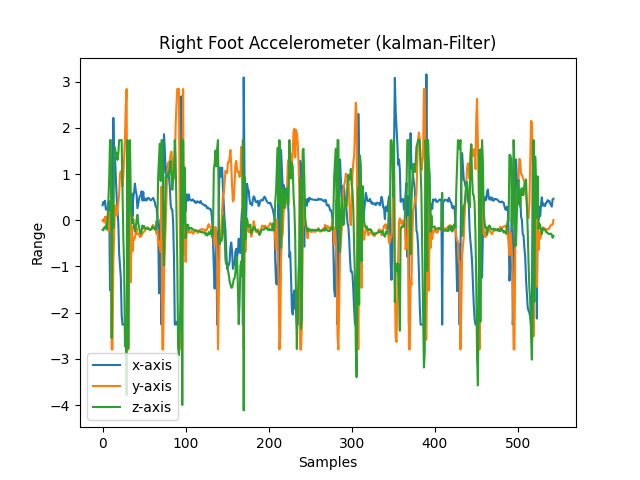 Right Foot Accelerometer (kalman-Filter)
3
2
1
0
−1
−2
−3
−4
Range
x-axis
y-axis
z-axis
0 100 200 300 400 500
Samples